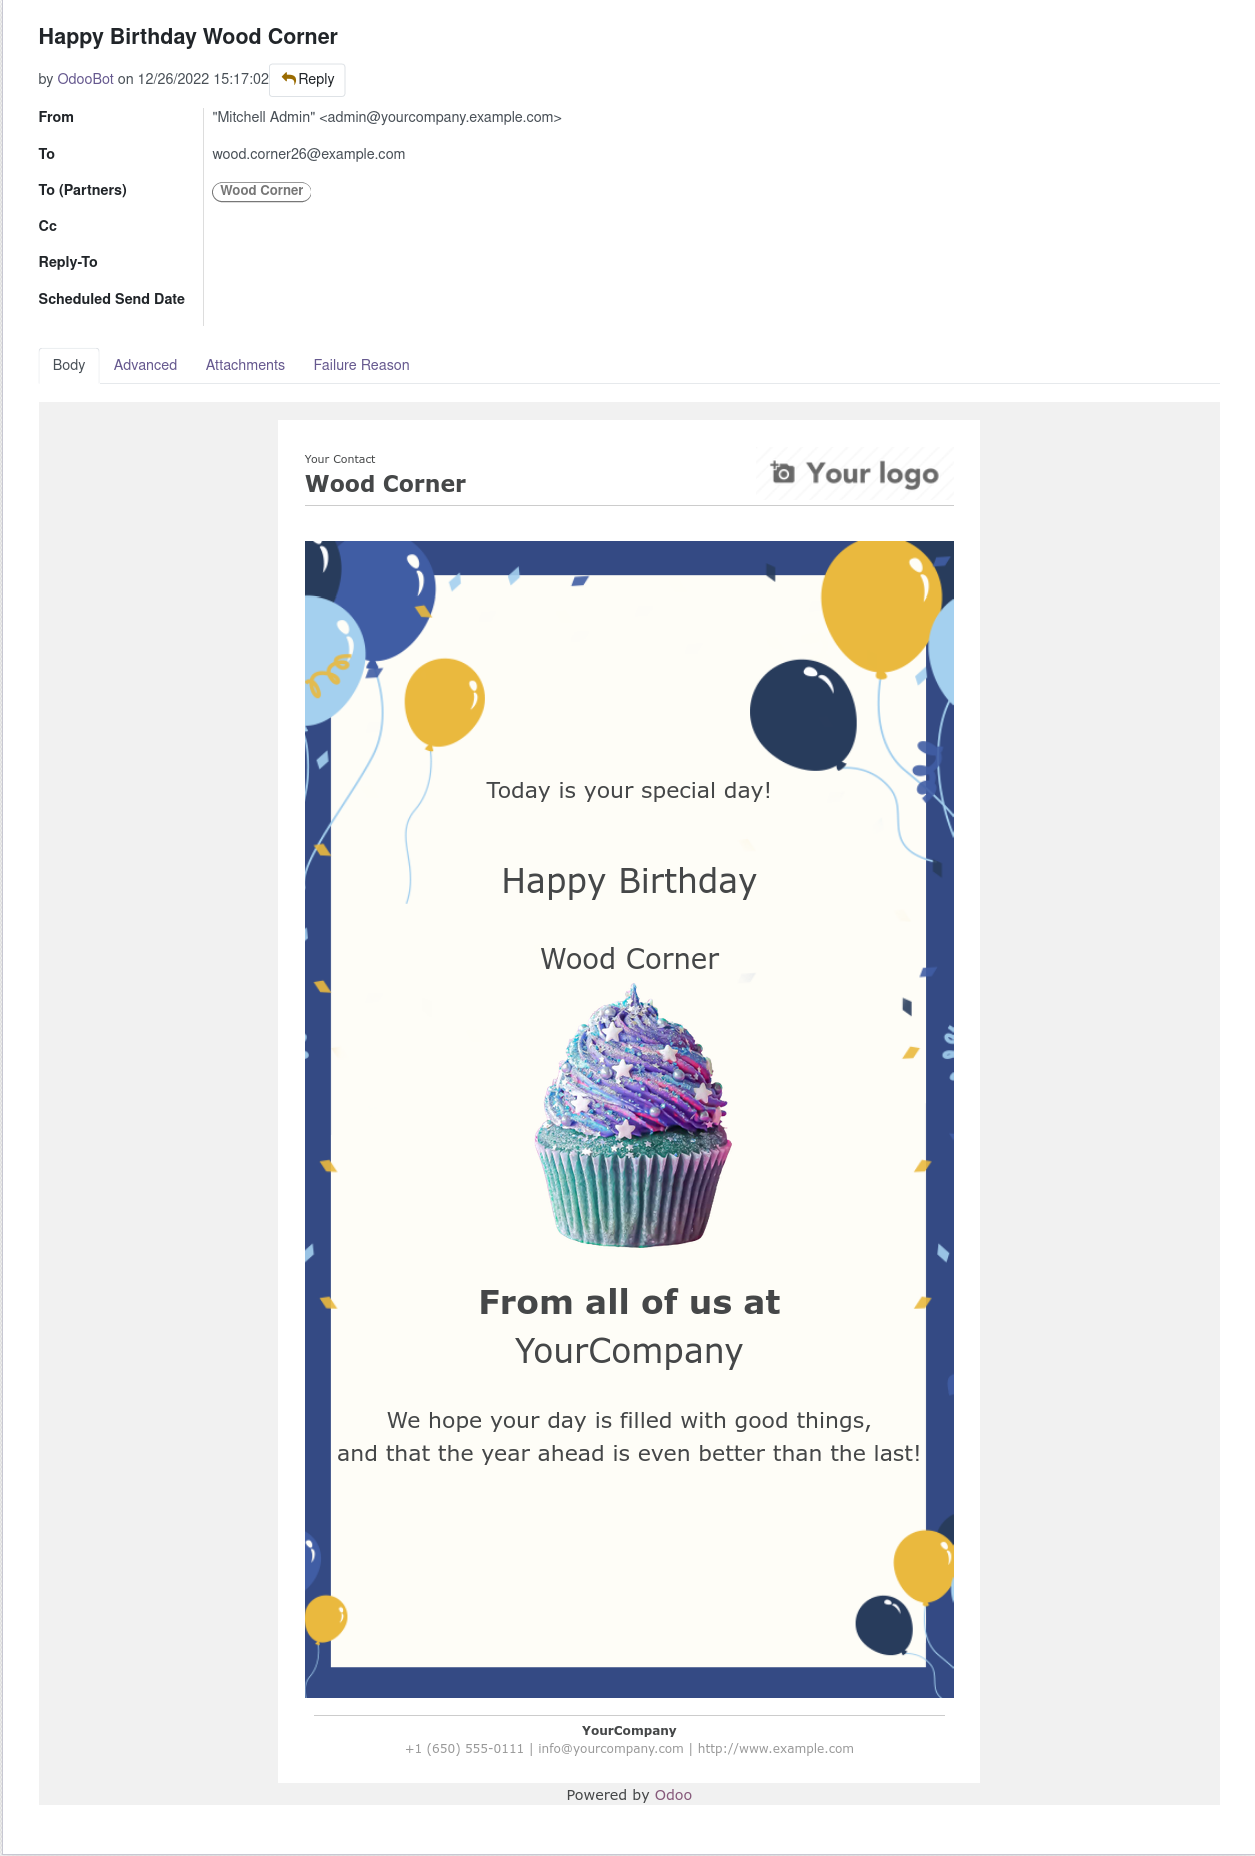 Happy Birthday Wood Corner
by OdooBot on 12/26/2022 15:17:02 Reply
From "Mitchell Admin" <admin@yourcompany.example.com>
To wood.corner26@example.com
To (Partners) Wood Corner
Cc
Reply-To
Scheduled Send Date
Body Advanced Attachments Failure Reason
Your Contact
Wood Corner
Your logo
Today is your special day!
Happy Birthday
Wood Corner
From all of us at
YourCompany
We hope your day is filled with good things,
and that the year ahead is even better than the last!
YourCompany
+1 (650) 555-0111 | info@yourcompany.com | http://www.example.com
Powered by Odoo